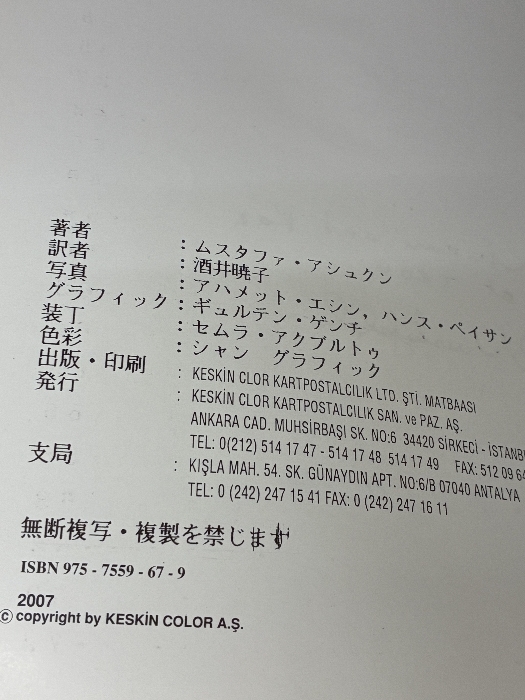 著者 : ムスタファ・アシュクン
訳者 : 酒井暁子
写真 : アハメット・エシン, ハンス・ペイサン
グラフィック : ギュルテン・ゲンチ
装丁 : セムラ・アクブルトゥ
色彩 : シャン グラフィック
出版・印刷 : KESKİN CLOR KARTPOSTALCILIK LTD. ŞTİ. MATBAASI
発行 : KESKİN CLOR KARTPOSTALCILIK SAN. ve PAZ. AŞ.
ANKARA CAD. MUHSİRBAŞI SK. NO:6 34420 SİRKECİ - İSTANB
TEL: 0(212) 514 17 47 - 514 17 48 514 17 49 FAX: 512 09 64
支局 : KIŞLA MAH. 54. SK. GÜNAYDIN APT. NO:6/B 07040 ANTALYA
TEL: 0 (242) 247 15 41 FAX: 0 (242) 247 16 11
無断複写・複製を禁じます
ISBN 975 - 7559 - 67 - 9
2007
© copyright by KESKİN COLOR A.Ş.